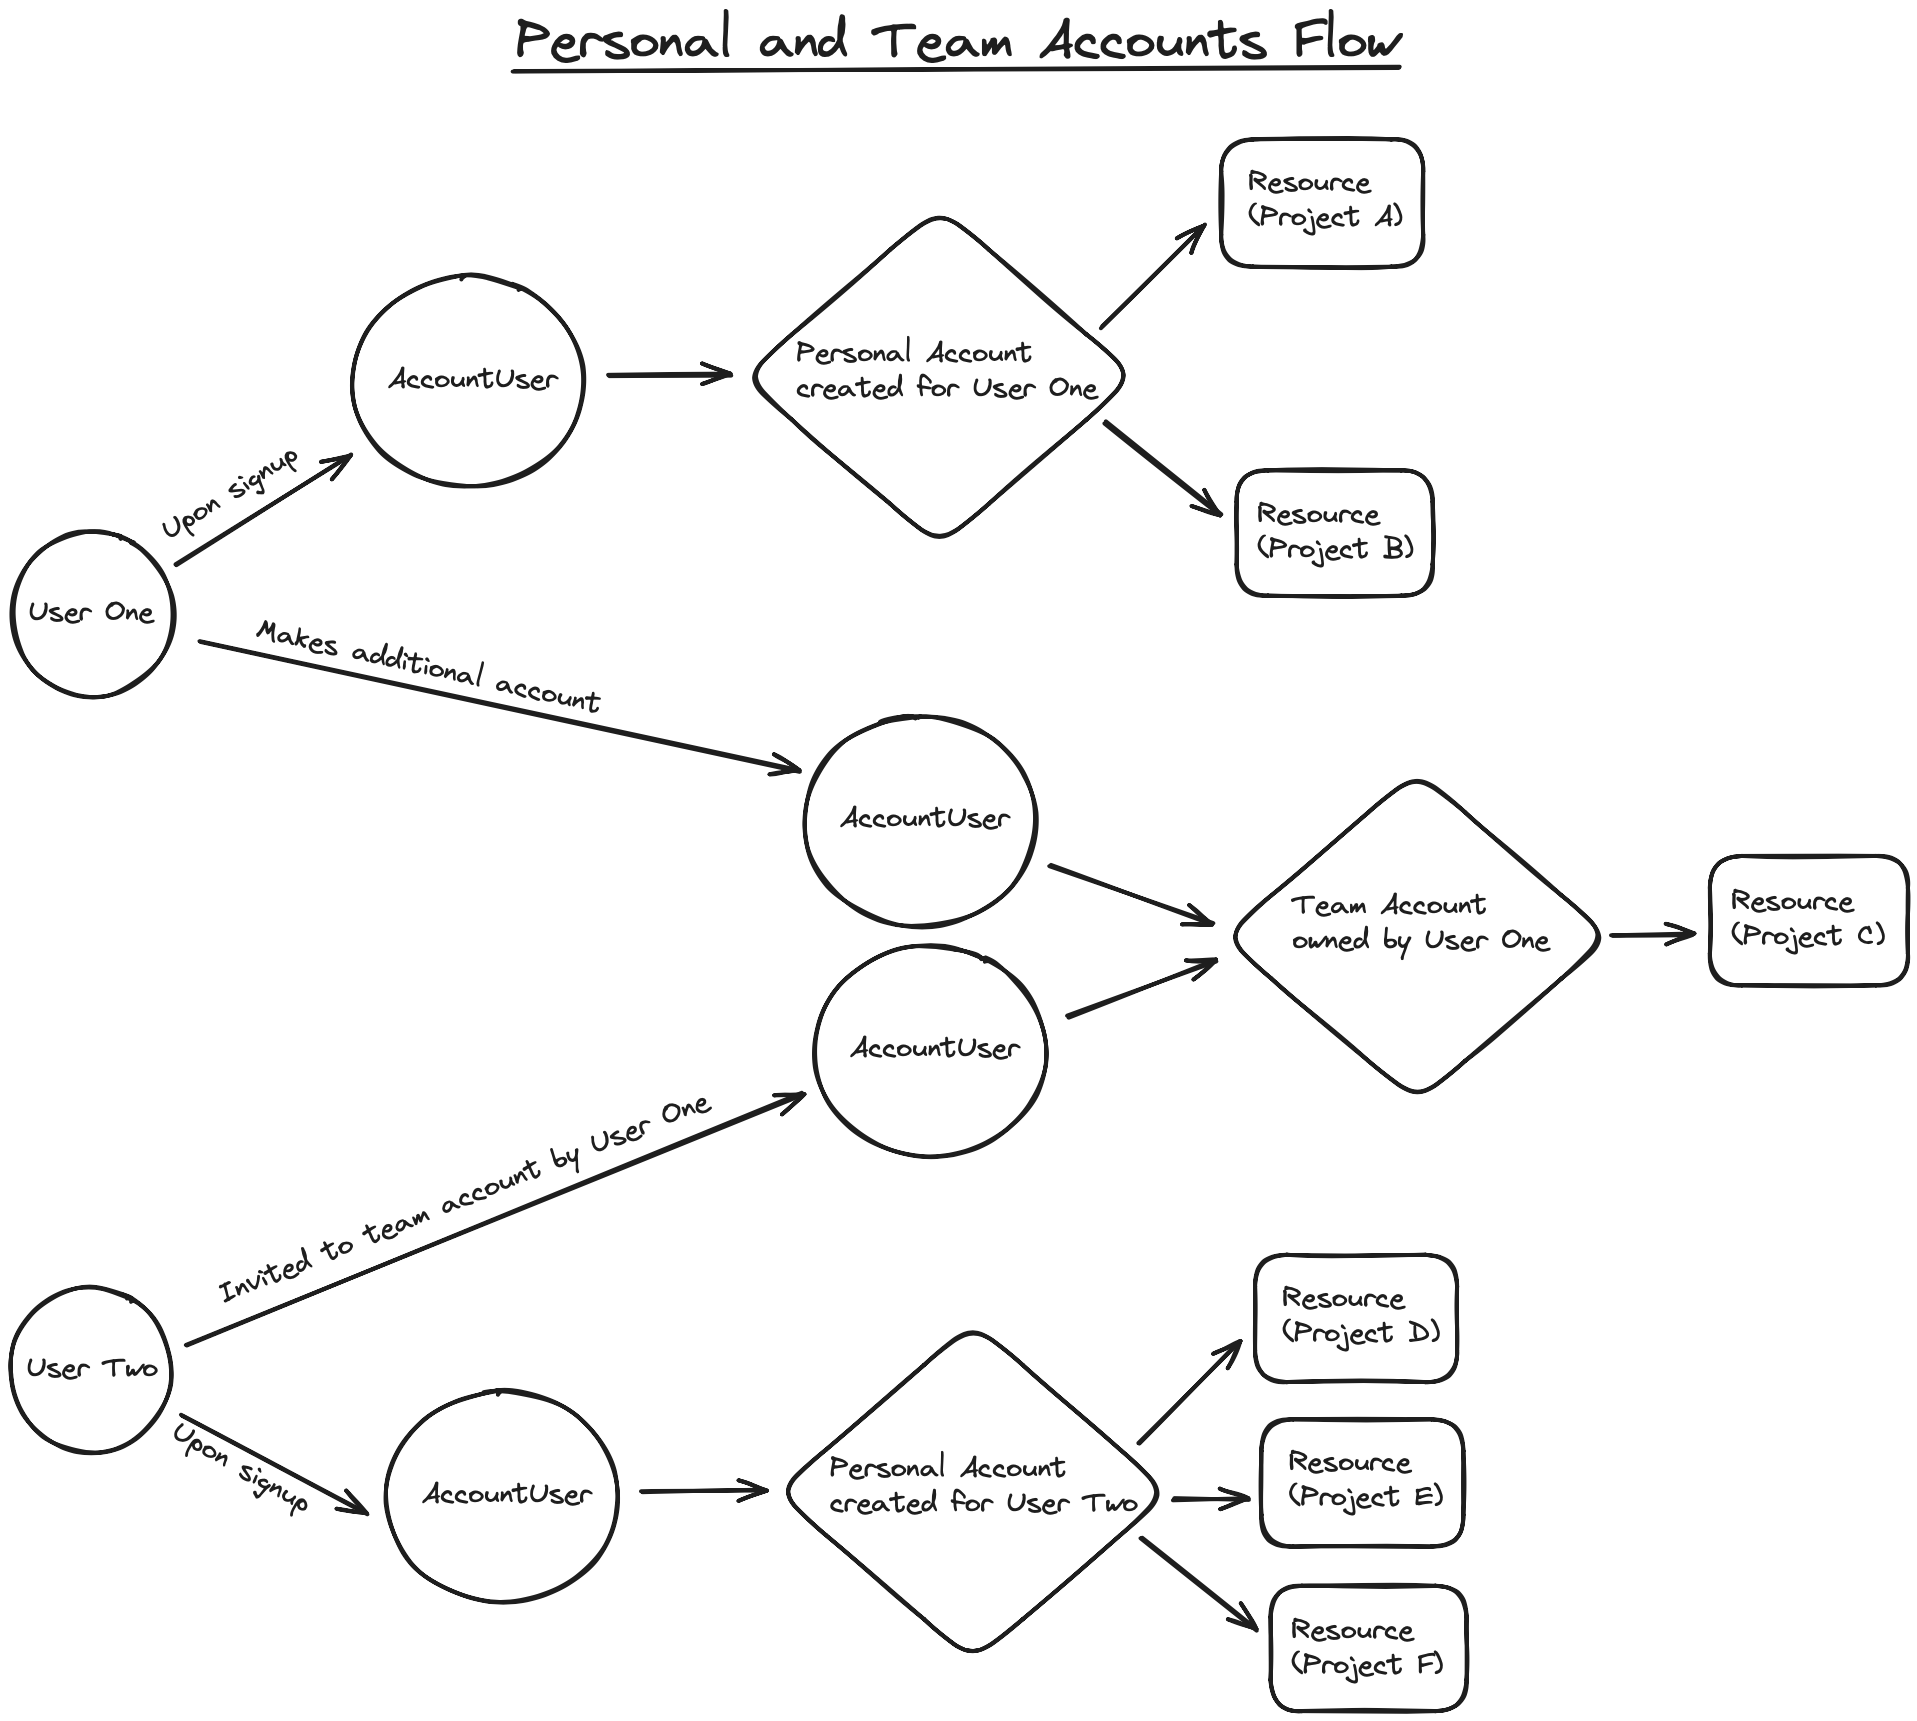 Personal and Team Accounts Flow
Resource
(Project A)
Personal Account
created for User One
AccountUser
Upon signup
Resource
(Project B)
User One
Makes additional account
AccountUser
Team Account
owned by User One
Resource
(Project C)
AccountUser
Invited to team account by User One
User Two
Upon signup
AccountUser
Personal Account
created for User Two
Resource
(Project D)
Resource
(Project E)
Resource
(Project F)